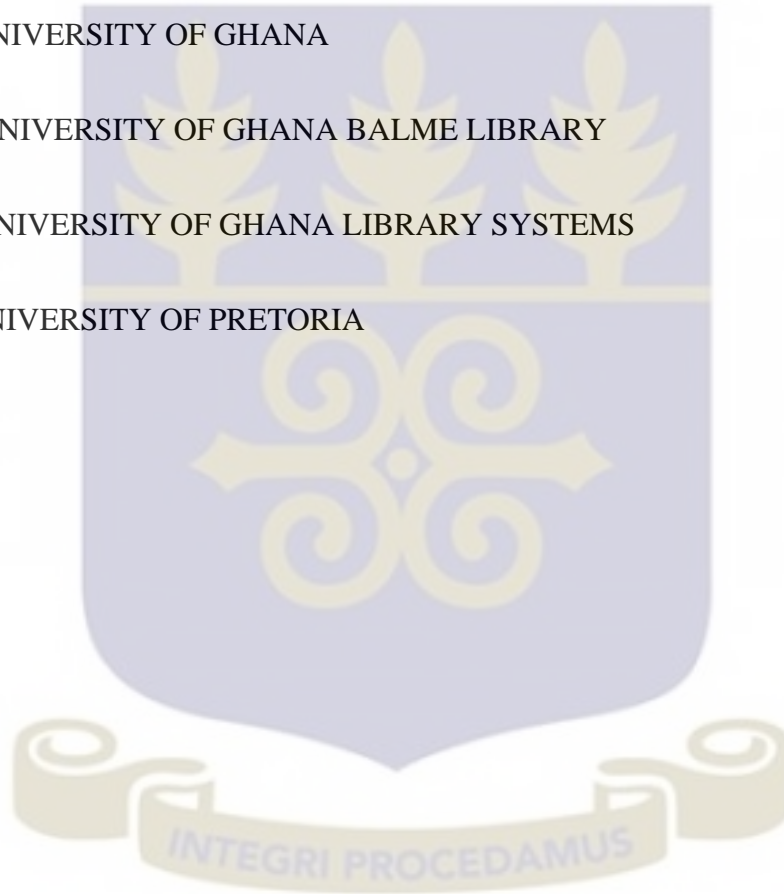 NIVERSITY OF GHANA
NIVERSITY OF GHANA BALME LIBRARY
NIVERSITY OF GHANA LIBRARY SYSTEMS
NIVERSITY OF PRETORIA
INTEGRI PROCEDAMUS